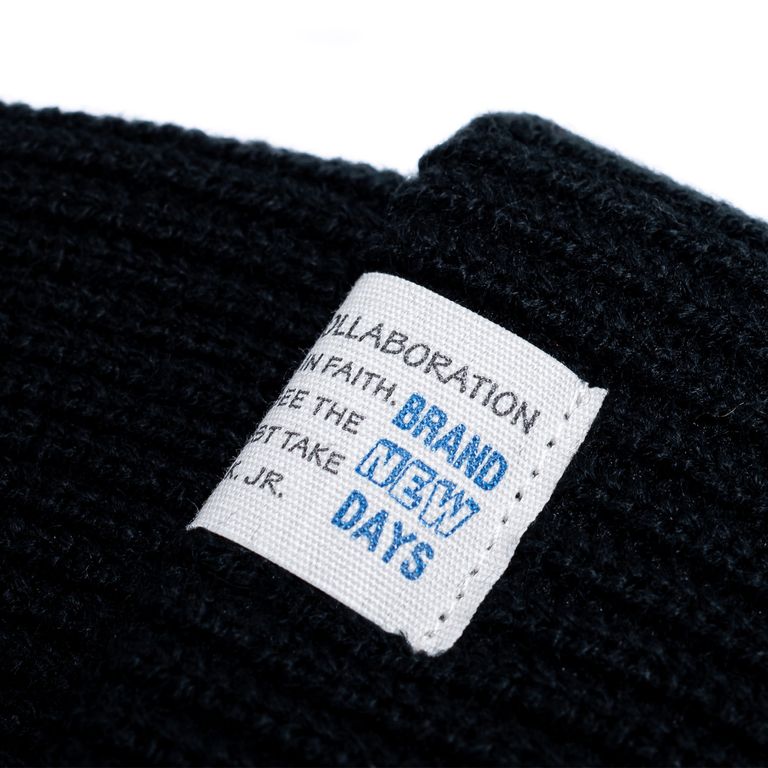 OLLABORATION
IN FAITH.
EE THE
ST TAKE
K. JR.
BRAND
NEW
DAYS